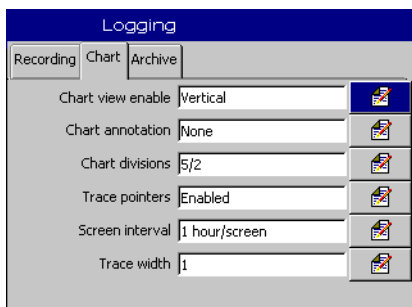 Logging
Recording Chart Archive
Chart view enable Vertical
Chart annotation None
Chart divisions 5/2
Trace pointers Enabled
Screen interval 1 hour/screen
Trace width 1